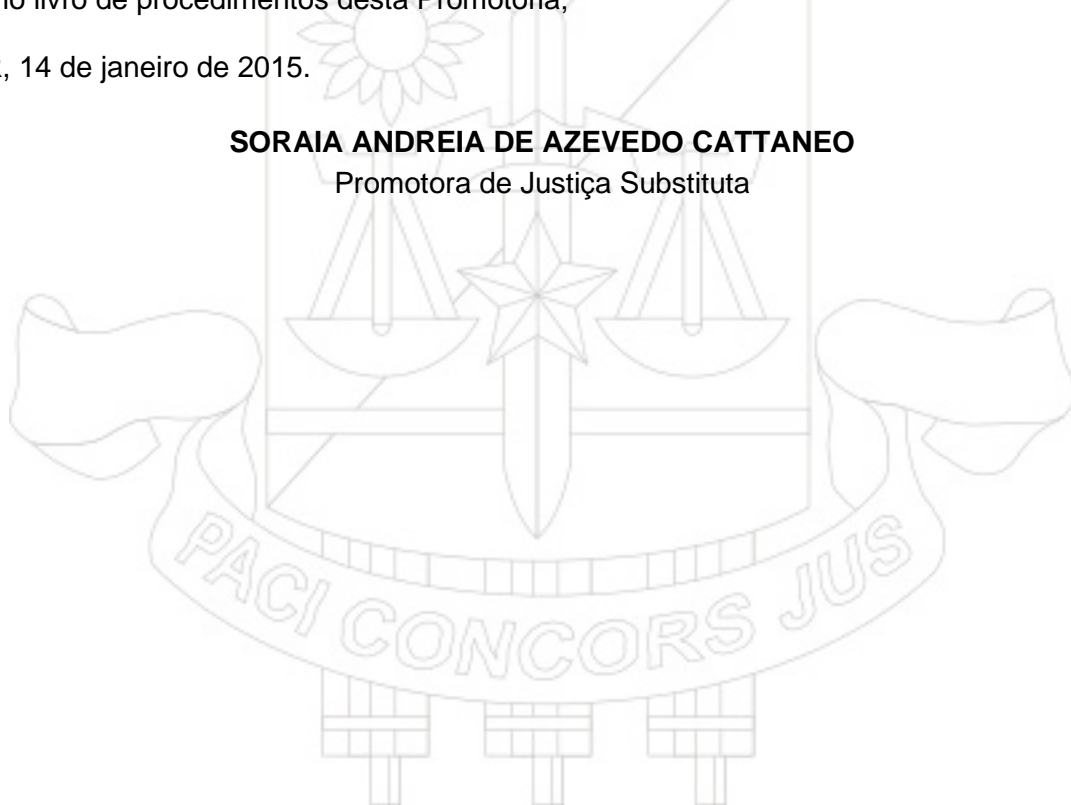 no livro de procedimentos desta Promotoria;
, 14 de janeiro de 2015.
SORAIA ANDREIA DE AZEVEDO CATTANEO
Promotora de Justiça Substituta
PACI CONCORS JUS